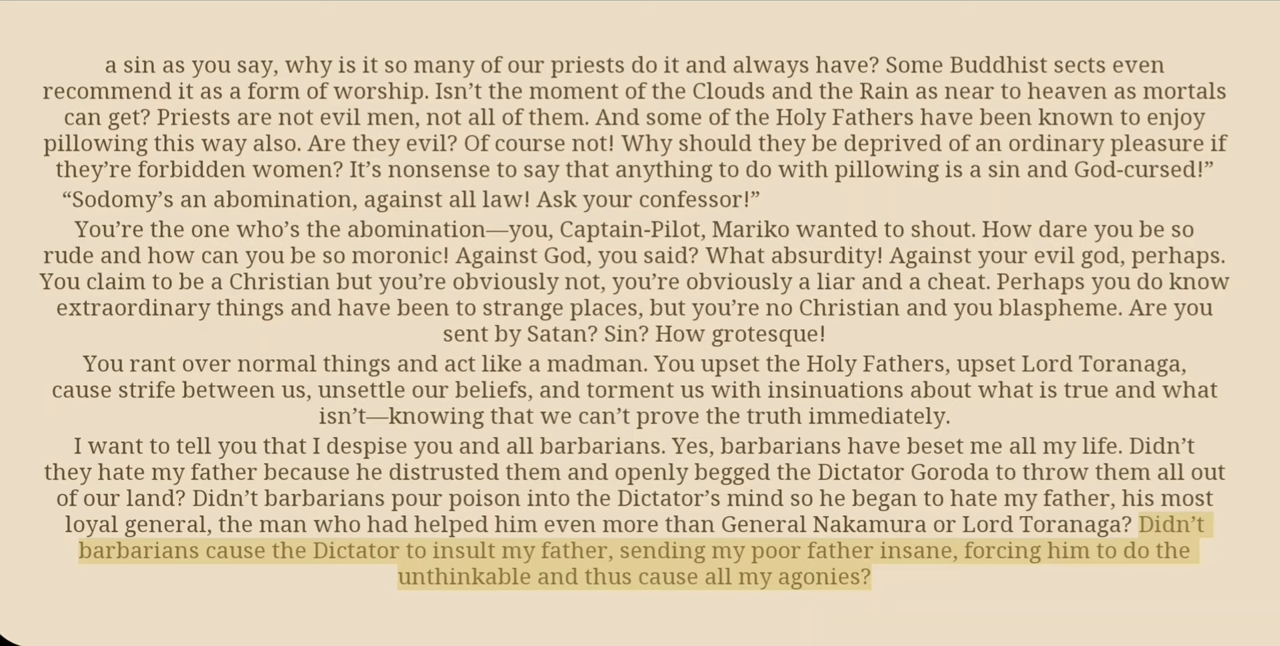 a sin as you say, why is it so many of our priests do it and always have? Some Buddhist sects even
recommend it as a form of worship. Isn’t the moment of the Clouds and the Rain as near to heaven as mortals
can get? Priests are not evil men, not all of them. And some of the Holy Fathers have been known to enjoy
pillowing this way also. Are they evil? Of course not! Why should they be deprived of an ordinary pleasure if
they’re forbidden women? It’s nonsense to say that anything to do with pillowing is a sin and God-cursed!”
“Sodomy’s an abomination, against all law! Ask your confessor!”
You’re the one who’s the abomination—you, Captain-Pilot, Mariko wanted to shout. How dare you be so
rude and how can you be so moronic! Against God, you said? What absurdity! Against your evil god, perhaps.
You claim to be a Christian but you’re obviously not, you’re obviously a liar and a cheat. Perhaps you do know
extraordinary things and have been to strange places, but you’re no Christian and you blaspheme. Are you
sent by Satan? Sin? How grotesque!
You rant over normal things and act like a madman. You upset the Holy Fathers, upset Lord Toranaga,
cause strife between us, unsettle our beliefs, and torment us with insinuations about what is true and what
isn’t—knowing that we can’t prove the truth immediately.
I want to tell you that I despise you and all barbarians. Yes, barbarians have beset me all my life. Didn’t
they hate my father because he distrusted them and openly begged the Dictator Goroda to throw them all out
of our land? Didn’t barbarians pour poison into the Dictator’s mind so he began to hate my father, his most
loyal general, the man who had helped him even more than General Nakamura or Lord Toranaga? Didn’t
barbarians cause the Dictator to insult my father, sending my poor father insane, forcing him to do the
unthinkable and thus cause all my agonies?